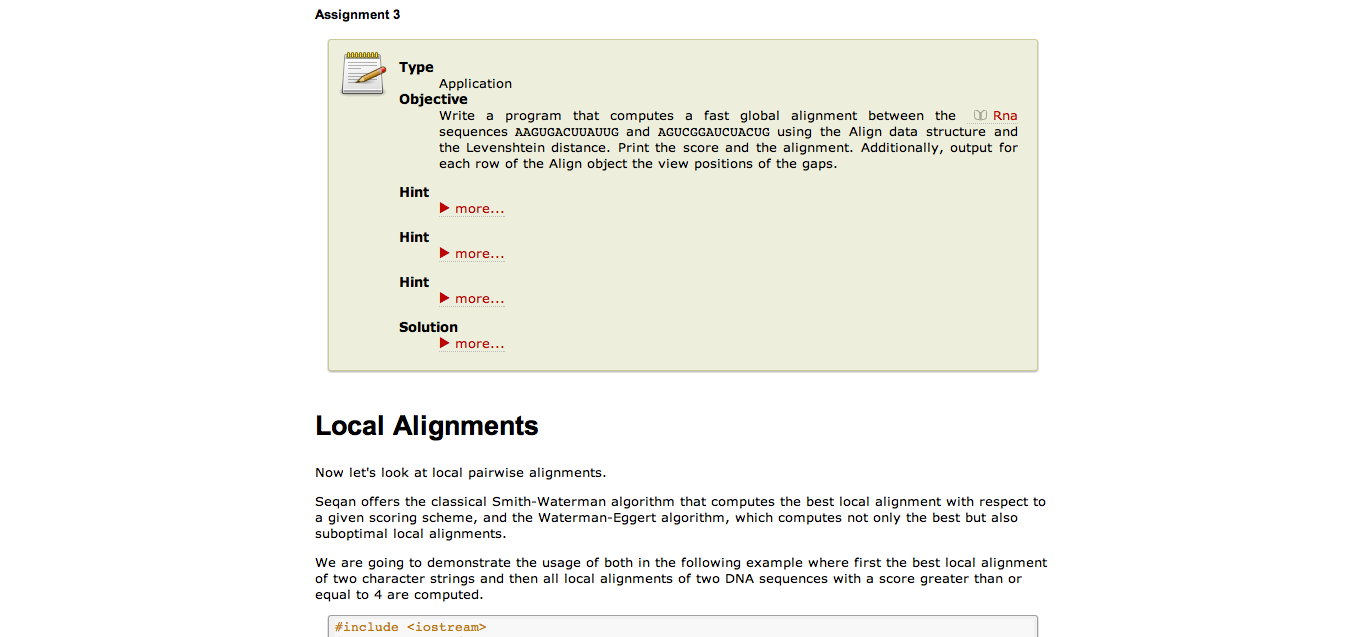 Assignment 3
Type
Application
Objective
Write a program that computes a fast global alignment between the Rna
sequences AAGUGACUUAUUG and AGUCGGAUCUACUG using the Align data structure and
the Levenshtein distance. Print the score and the alignment. Additionally, output for
each row of the Align object the view positions of the gaps.
Hint
more...
Hint
more...
Hint
more...
Solution
more...
Local Alignments
Now let's look at local pairwise alignments.
Seqan offers the classical Smith-Waterman algorithm that computes the best local alignment with respect to
a given scoring scheme, and the Waterman-Eggert algorithm, which computes not only the best but also
suboptimal local alignments.
We are going to demonstrate the usage of both in the following example where first the best local alignment
of two character strings and then all local alignments of two DNA sequences with a score greater than or
equal to 4 are computed.
#include <iostream>